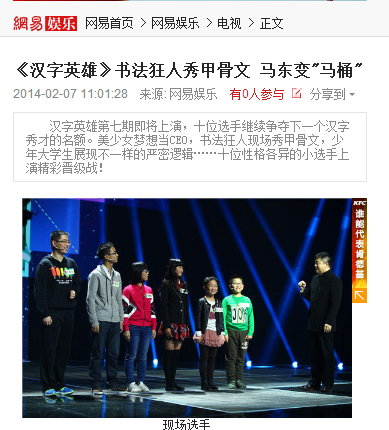 網易 娱乐 网易首页 > 网易娱乐 > 电视 > 正文
《汉字英雄》书法狂人秀甲骨文 马东变"马桶"
2014-02-07 11:01:28 来源: 网易娱乐 有0人参与 分享到
汉字英雄第七期即将上演，十位选手继续争夺下一个汉字
秀才的名额。美少女梦想当CEO，书法狂人现场秀甲骨文，少
年大学生展现不一样的严密逻辑……十位性格各异的小选手上
演精彩晋级战！
KFC
谁能代表肯德基
现场选手